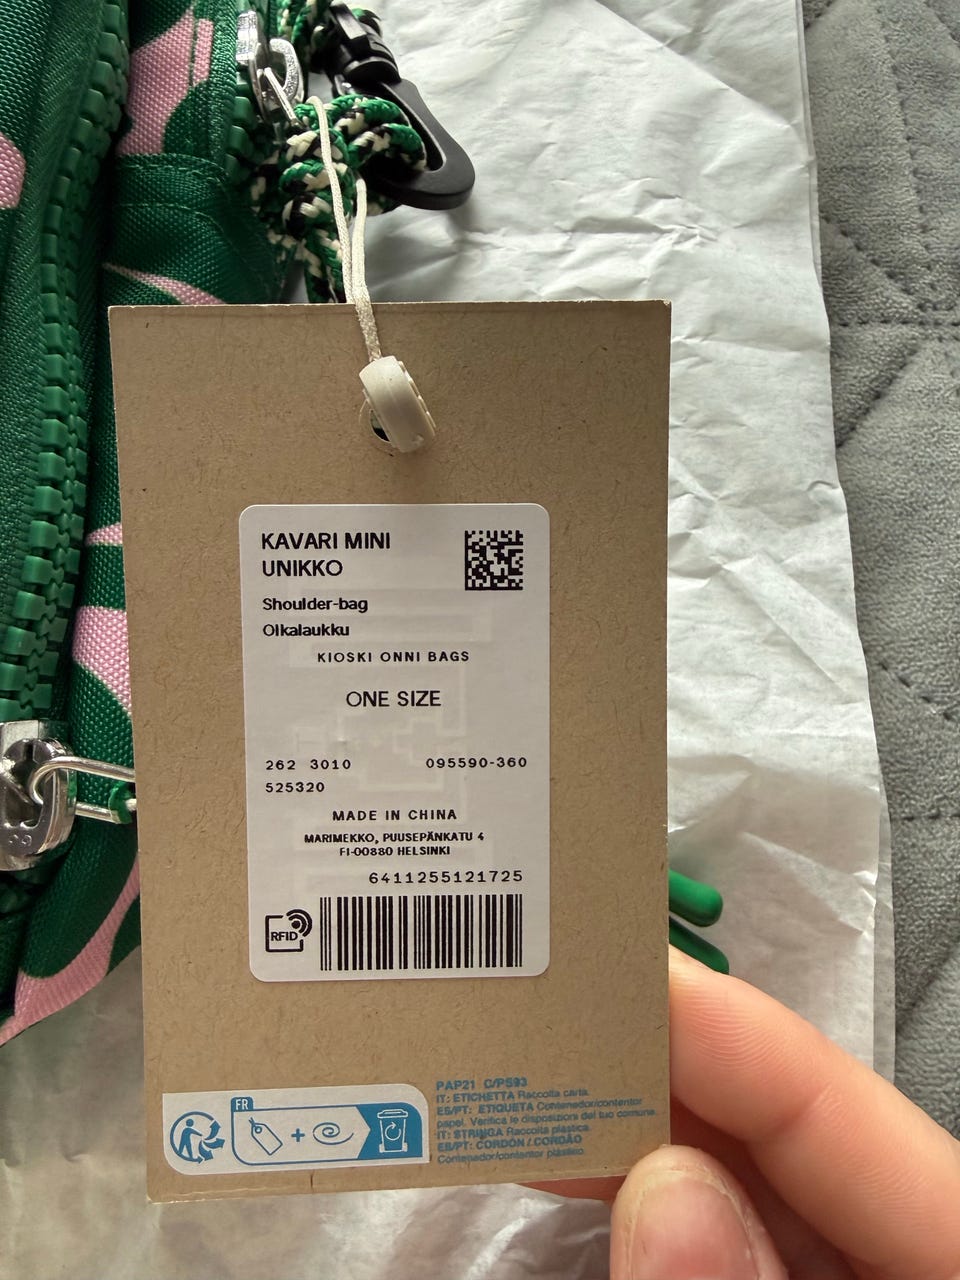 KAVARI MINI
UNIKKO
Shoulder-bag
Olkalaukku
KIOSKI ONNI BAGS
ONE SIZE
262 3010 095590-360
525320
MADE IN CHINA
MARIMEKKO, PUUSEPÄNKATU 4
FI-00880 HELSINKI
6411255121725
RFID
FR
PAP21 C/PS93
IT: ETICHETTA Raccolta carta.
ES/PT: ETIQUETA Contenedor/contentor
papel. Verifica le disposizioni del tuo comune.
IT: STRINGA Raccolta plastica.
ES/PT: CORDÓN / CORDÃO
Contenedor/contentor plástico.